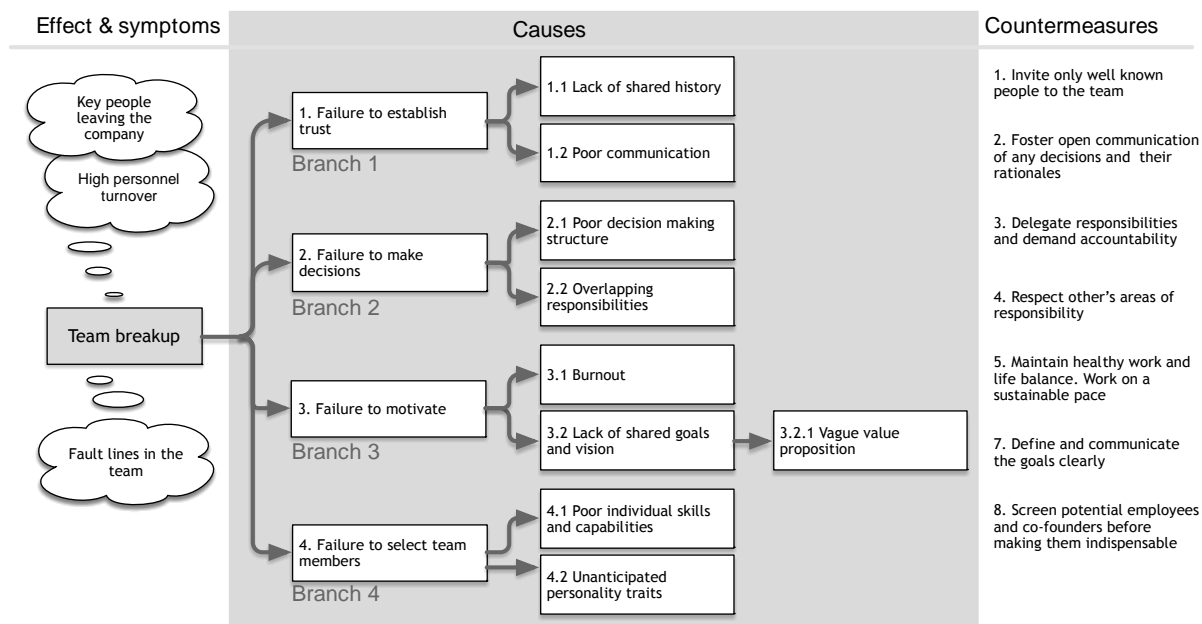 Effect & symptoms
Causes
Countermeasures
Key people
leaving the
company
High personnel
turnover
Team breakup
Fault lines in the
team
1. Failure to establish
trust
Branch 1
1.1 Lack of shared history
1.2 Poor communication
2. Failure to make
decisions
Branch 2
2.1 Poor decision making
structure
2.2 Overlapping
responsibilities
3. Failure to motivate
Branch 3
3.1 Burnout
3.2 Lack of shared goals
and vision
3.2.1 Vague value
proposition
4. Failure to select team
members
Branch 4
4.1 Poor individual skills
and capabilities
4.2 Unanticipated
personality traits
1. Invite only well known
people to the team
2. Foster open communication
of any decisions and their
rationales
3. Delegate responsibilities
and demand accountability
4. Respect other's areas of
responsibility
5. Maintain healthy work and
life balance. Work on a
sustainable pace
7. Define and communicate
the goals clearly
8. Screen potential employees
and co-founders before
making them indispensable